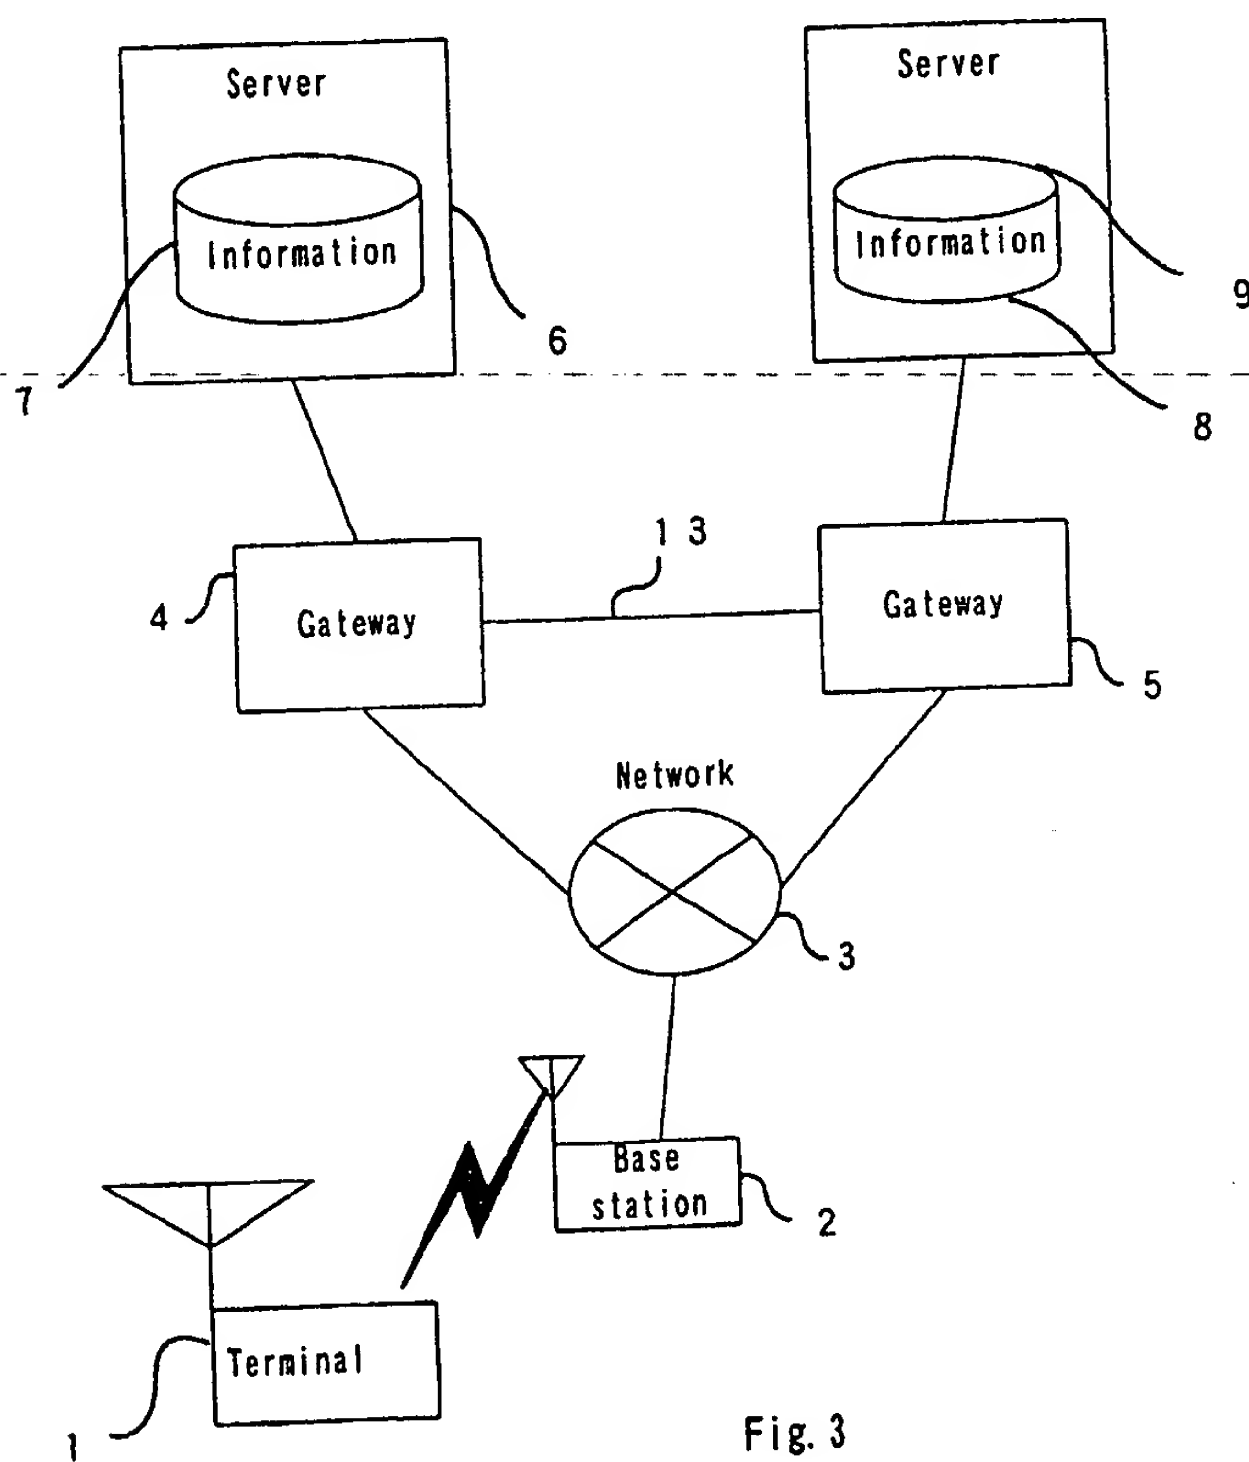 Server
Server
Information
Information
9
6
7
8
1 3
4
Gateway
Gateway
5
Network
3
Base
station
2
Terminal
1
Fig. 3